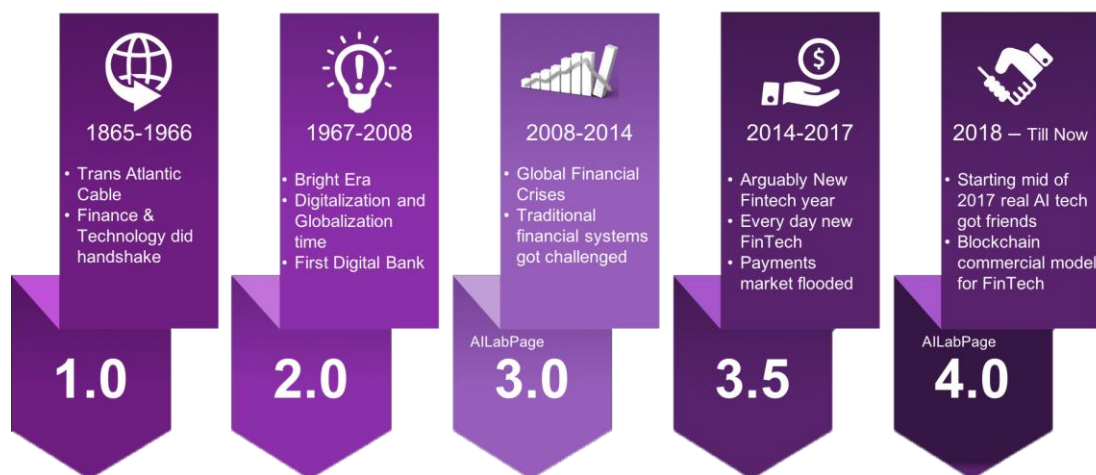 1865-1966
• Trans Atlantic
Cable
• Finance &
Technology did
handshake
1.0
1967-2008
• Bright Era
• Digitalization and
Globalization
time
• First Digital Bank
2.0
2008-2014
• Global Financial
Crises
• Traditional
financial systems
got challenged
AILabPage
3.0
2014-2017
• Arguably New
Fintech year
• Every day new
FinTech
• Payments
market flooded
3.5
2018 – Till Now
• Starting mid of
2017 real AI tech
got friends
• Blockchain
commercial model
for FinTech
AILabPage
4.0